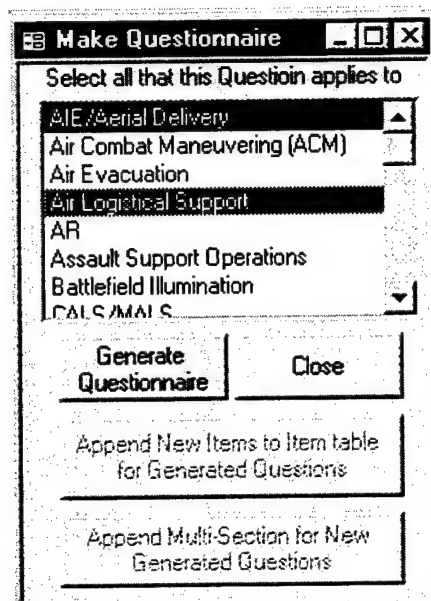 Make Questionnaire
Select all that this Questioin applies to
AIE/Aerial Delivery
Air Combat Maneuvering (ACM)
Air Evacuation
Air Logistical Support
AR
Assault Support Operations
Battlefield Illumination
CALS/MALS
Generate
Questionnaire
Close
Append New Items to Item table
for Generated Questions
Append Multi-Section for New
Generated Questions